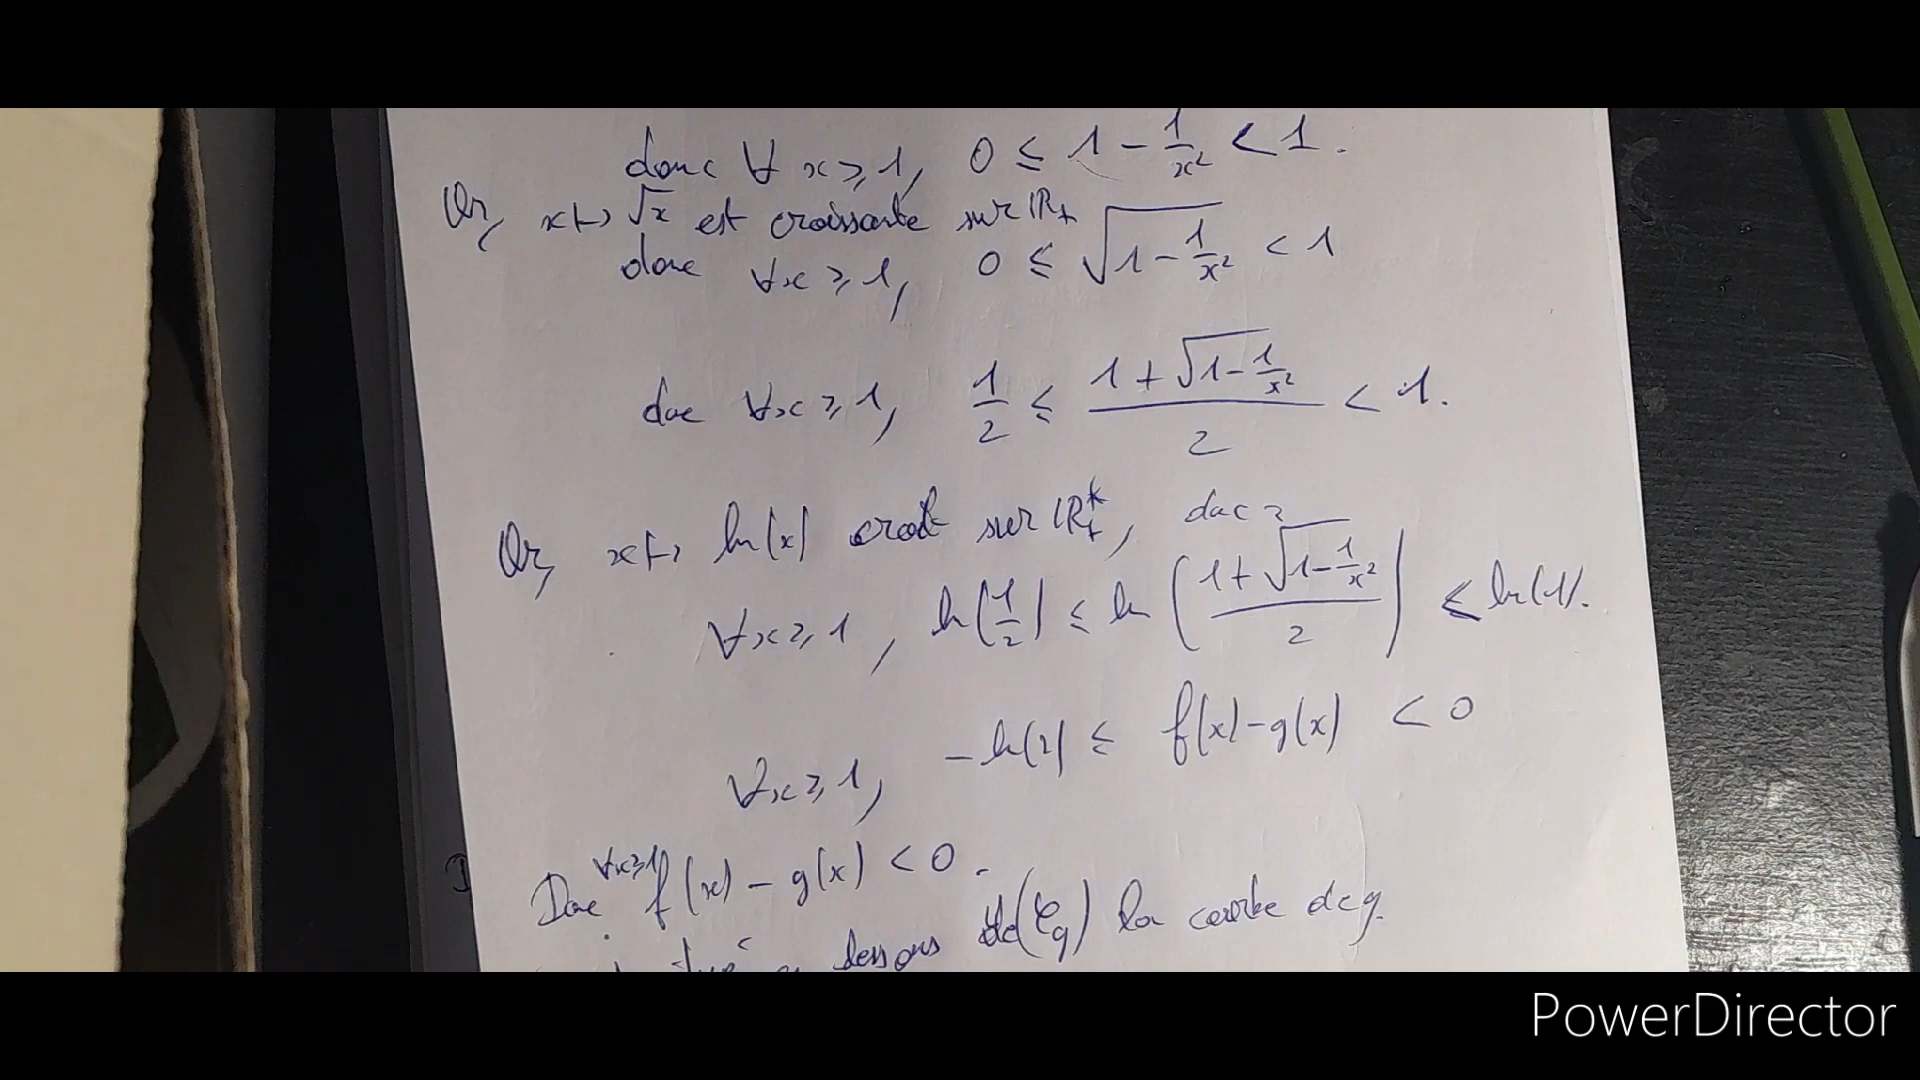 donc ∀ x ⩾ 1, 0 ≤ 1 - 1/x² < 1.
Or, x ↦ √x est croissante sur ℝ₊
donc ∀x ⩾ 1, 0 ≤ √(1 - 1/x²) < 1
donc ∀x ⩾ 1, 1/2 ≤ (1 + √(1 - 1/x²))/2 < 1.
Or, x ↦ ln(x) croît sur ℝ₊*, donc
∀x ⩾ 1, ln(1/2) ≤ ln((1 + √(1 - 1/x²))/2) ≤ ln(1).
∀x ⩾ 1, -ln(2) ≤ f(x) - g(x) < 0
Donc ∀x⩾1 f(x) - g(x) < 0.
dessous (𝒞g) la courbe de g.
PowerDirector